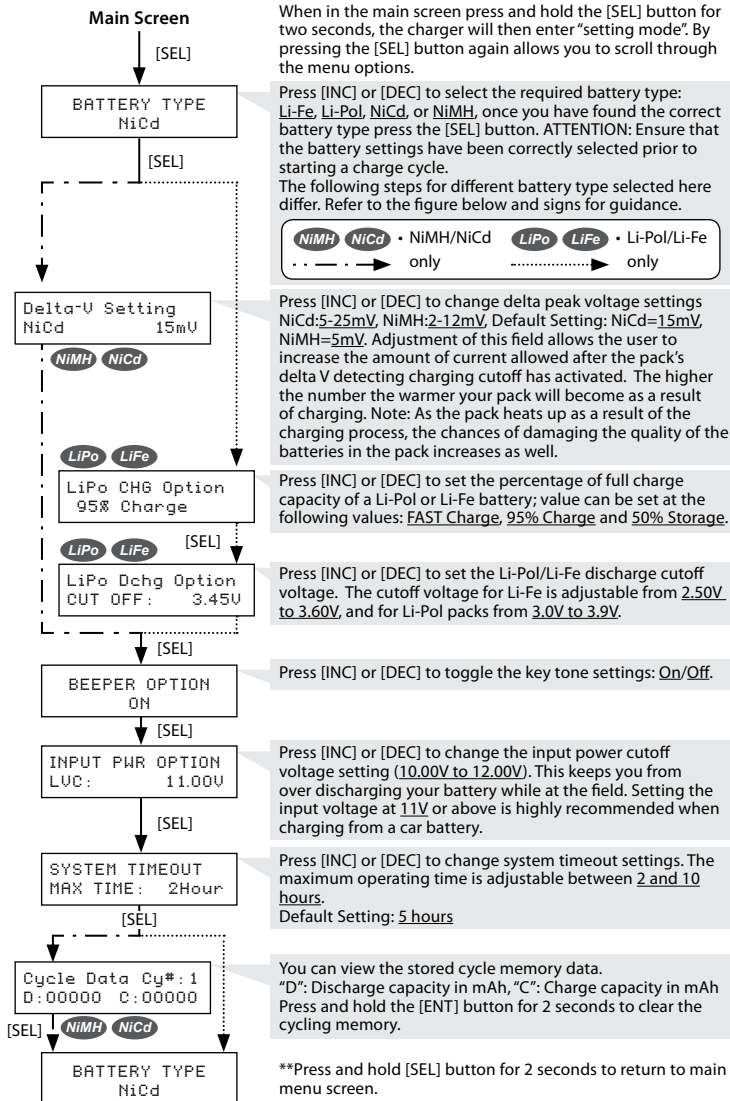 Main Screen
When in the main screen press and hold the [SEL] button for
two seconds, the charger will then enter “setting mode”. By
pressing the [SEL] button again allows you to scroll through
the menu options.
[SEL]
BATTERY TYPE
NiCd
Press [INC] or [DEC] to select the required battery type:
Li-Fe, Li-Pol, NiCd, or NiMH, once you have found the correct
battery type press the [SEL] button. ATTENTION: Ensure that
the battery settings have been correctly selected prior to
starting a charge cycle.
The following steps for different battery type selected here
differ. Refer to the figure below and signs for guidance.
[SEL]
NiMH NiCd • NiMH/NiCd LiPo LiFe • Li-Pol/Li-Fe
only only
Delta-V Setting
NiCd 15mV
NiMH NiCd
Press [INC] or [DEC] to change delta peak voltage settings
NiCd:5-25mV, NiMH:2-12mV, Default Setting: NiCd=15mV,
NiMH=5mV. Adjustment of this field allows the user to
increase the amount of current allowed after the pack’s
delta V detecting charging cutoff has activated. The higher
the number the warmer your pack will become as a result
of charging. Note: As the pack heats up as a result of the
charging process, the chances of damaging the quality of the
batteries in the pack increases as well.
LiPo LiFe
LiPo CHG Option
95% Charge
Press [INC] or [DEC] to set the percentage of full charge
capacity of a Li-Pol or Li-Fe battery; value can be set at the
following values: FAST Charge, 95% Charge and 50% Storage.
LiPo LiFe [SEL]
LiPo Dchg Option
CUT OFF: 3.45V
Press [INC] or [DEC] to set the Li-Pol/Li-Fe discharge cutoff
voltage. The cutoff voltage for Li-Fe is adjustable from 2.50V
to 3.60V, and for Li-Pol packs from 3.0V to 3.9V.
[SEL]
BEEPER OPTION
ON
Press [INC] or [DEC] to toggle the key tone settings: On/Off.
[SEL]
INPUT PWR OPTION
LVC: 11.00V
Press [INC] or [DEC] to change the input power cutoff
voltage setting (10.00V to 12.00V). This keeps you from
over discharging your battery while at the field. Setting the
input voltage at 11V or above is highly recommended when
charging from a car battery.
[SEL]
SYSTEM TIMEOUT
MAX TIME: 2Hour
Press [INC] or [DEC] to change system timeout settings. The
maximum operating time is adjustable between 2 and 10
hours.
Default Setting: 5 hours
[SEL]
Cycle Data Cy#:1
D:00000 C:00000
You can view the stored cycle memory data.
“D”: Discharge capacity in mAh, “C”: Charge capacity in mAh
Press and hold the [ENT] button for 2 seconds to clear the
cycling memory.
[SEL] NiMH NiCd
BATTERY TYPE
NiCd
**Press and hold [SEL] button for 2 seconds to return to main
menu screen.